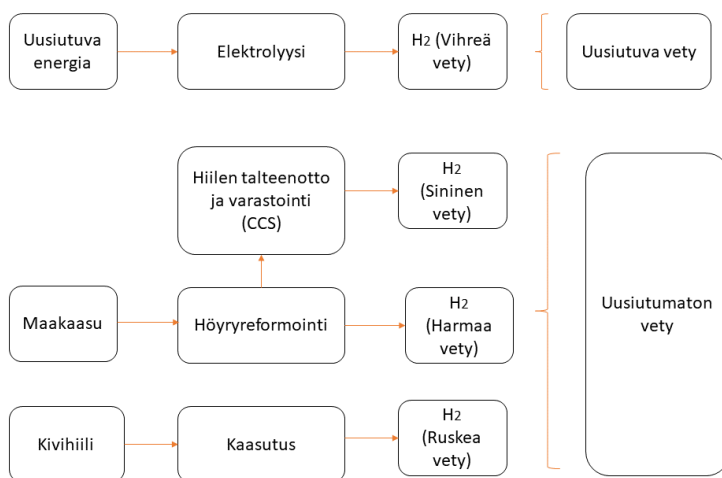 Uusiutuva
energia
Elektrolyysi
H2 (Vihreä
vety)
Uusiutuva vety
Hiilen talteenotto
ja varastointi
(CCS)
H2
(Sininen
vety)
Maakaasu
Höyryreformointi
H2
(Harmaa
vety)
Uusiutumaton
vety
Kivihiili
Kaasutus
H2
(Ruskea
vety)